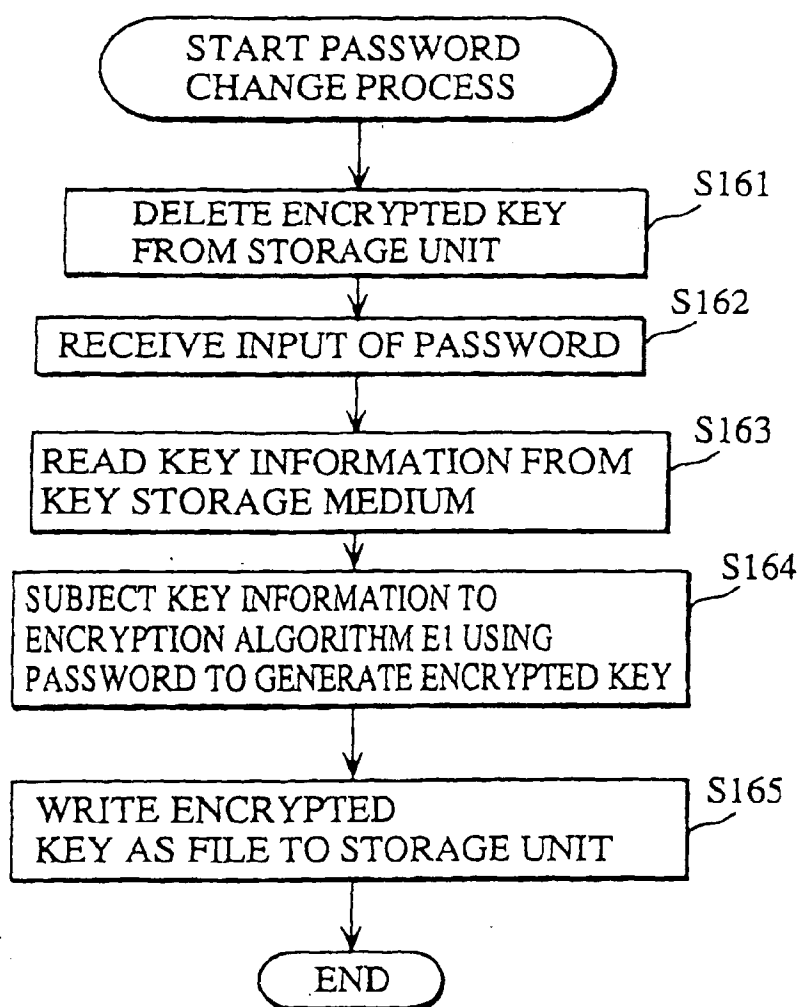 START PASSWORD
CHANGE PROCESS
S161
DELETE ENCRYPTED KEY
FROM STORAGE UNIT
S162
RECEIVE INPUT OF PASSWORD
S163
READ KEY INFORMATION FROM
KEY STORAGE MEDIUM
S164
SUBJECT KEY INFORMATION TO
ENCRYPTION ALGORITHM E1 USING
PASSWORD TO GENERATE ENCRYPTED KEY
S165
WRITE ENCRYPTED
KEY AS FILE TO STORAGE UNIT
END